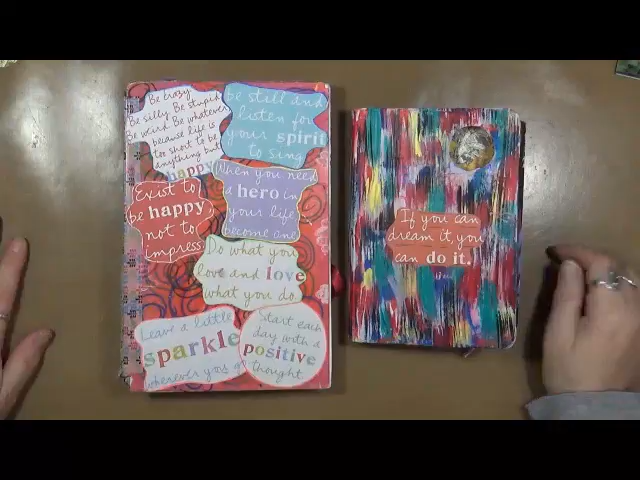 Be crazy
Be silly Be stupid
Be weird Be whatever
because life is
too short to be
anything but
happy
be still and
listen for
your spirit
to sing
Exist to
be happy,
not to
impress
When you need
a hero in
your life
become one
Do what you
love and love
what you do
Leave a little
sparkle
wherever you go
Start each
day with a
positive
thought
If you can
dream it, you
can do it.